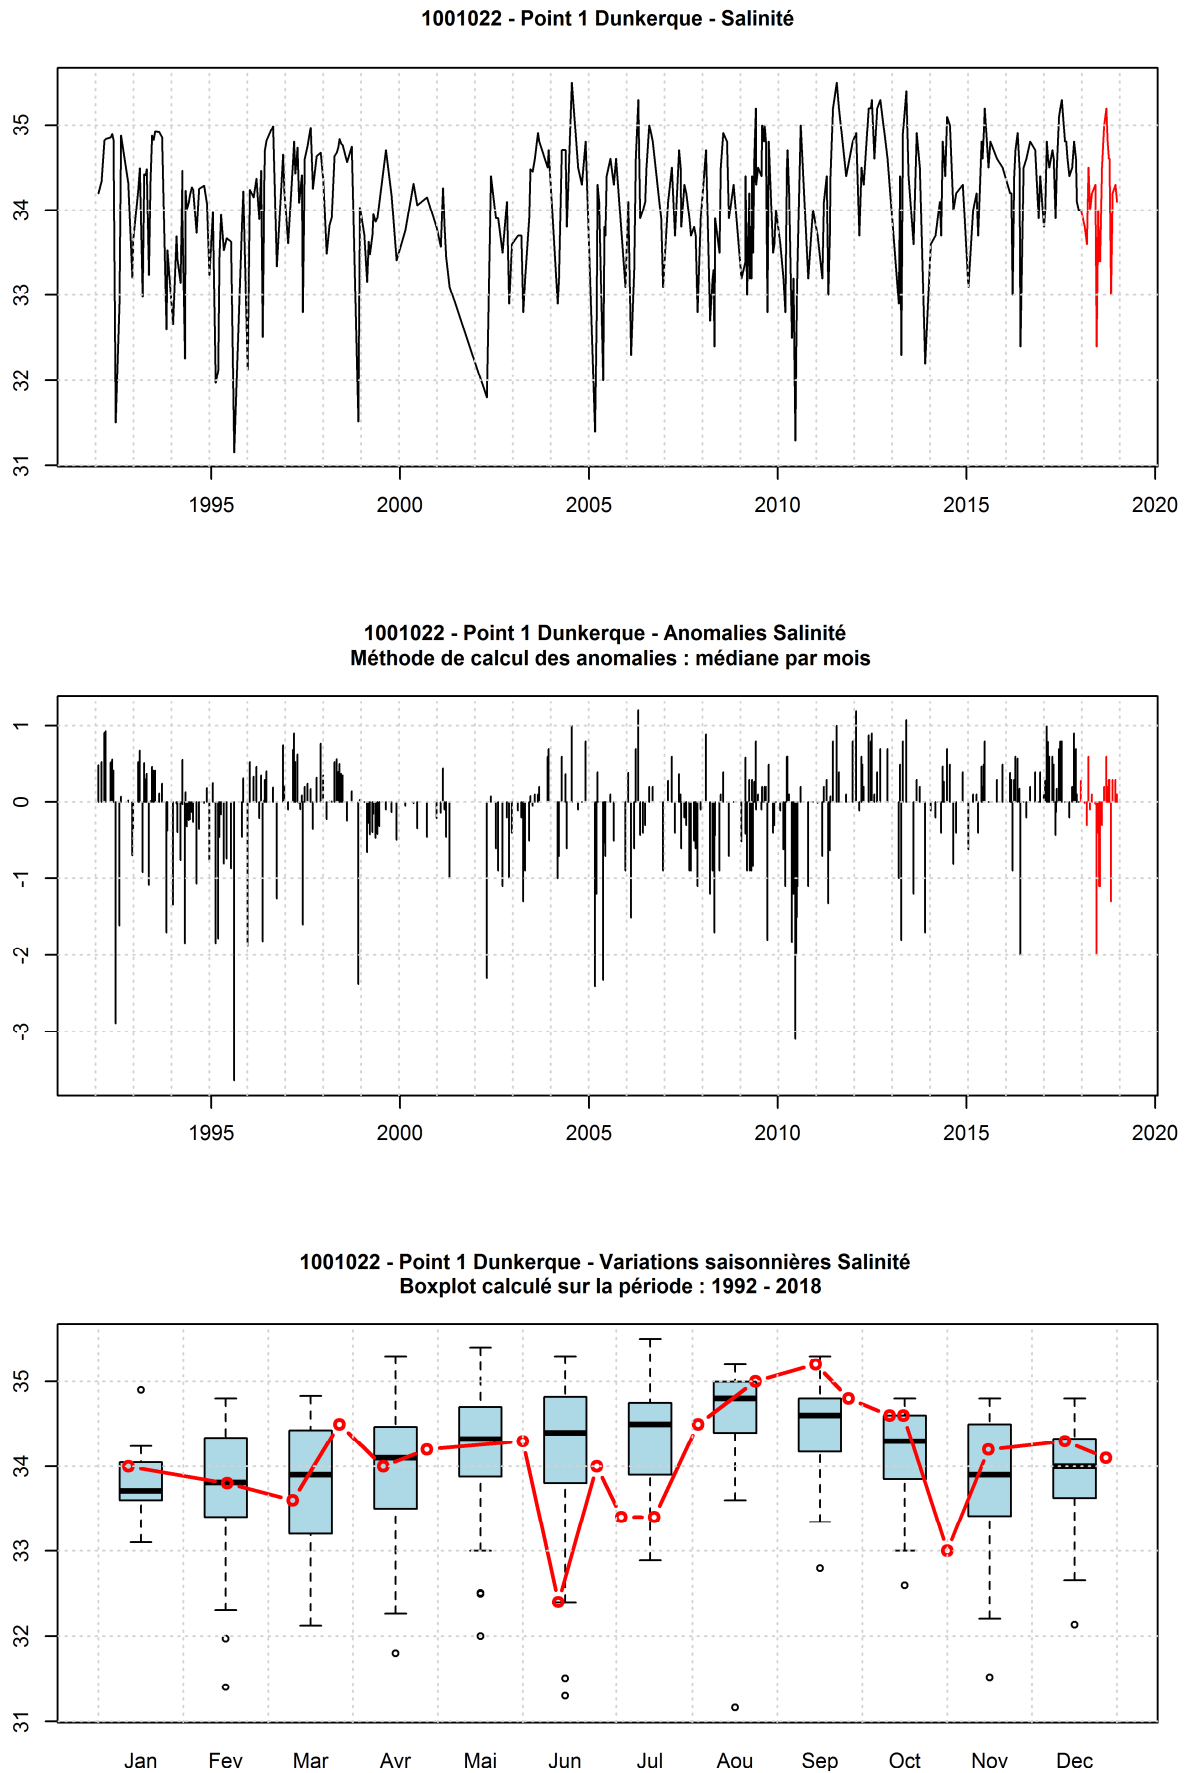 1001022 - Point 1 Dunkerque - Salinité
35
34
33
32
31
1995 2000 2005 2010 2015 2020
1001022 - Point 1 Dunkerque - Anomalies Salinité
Méthode de calcul des anomalies : médiane par mois
1
0
-1
-2
-3
1995 2000 2005 2010 2015 2020
1001022 - Point 1 Dunkerque - Variations saisonnières Salinité
Boxplot calculé sur la période : 1992 - 2018
35
34
33
32
31
Jan Fev Mar Avr Mai Jun Jul Aou Sep Oct Nov Dec